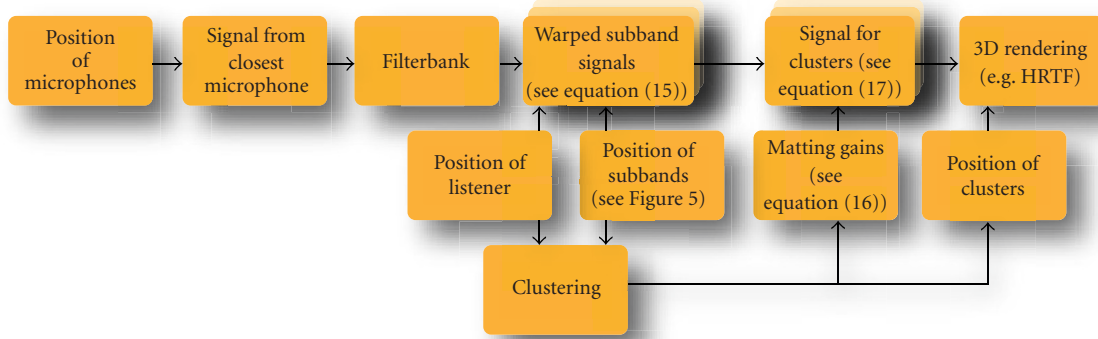 Position
of
microphones
Signal from
closest
microphone
Filterbank
Warped subband
signals
(see equation (15))
Signal for
clusters (see
equation (17))
3D rendering
(e.g. HRTF)
Position of
listener
Position of
subbands
(see Figure 5)
Matting gains
(see
equation (16))
Position of
clusters
Clustering